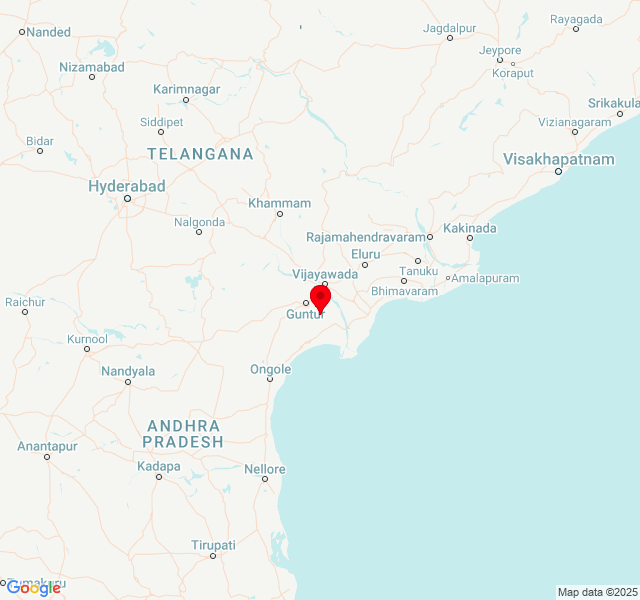 Nanded
Jagdalpur
Rayagada
Nizamabad
Jeypore
Koraput
Karimnagar
Srikakula
Siddipet
Vizianagaram
Bidar
TELANGANA
Visakhapatnam
Hyderabad
Khammam
Nalgonda
Rajamahendravaram
Kakinada
Eluru
Vijayawada
Tanuku
Amalapuram
Bhimavaram
Raichur
Guntur
Kurnool
Nandyala
Ongole
ANDHRA
PRADESH
Anantapur
Kadapa
Nellore
Tirupati
Tumakuru
Google
Map data ©2025